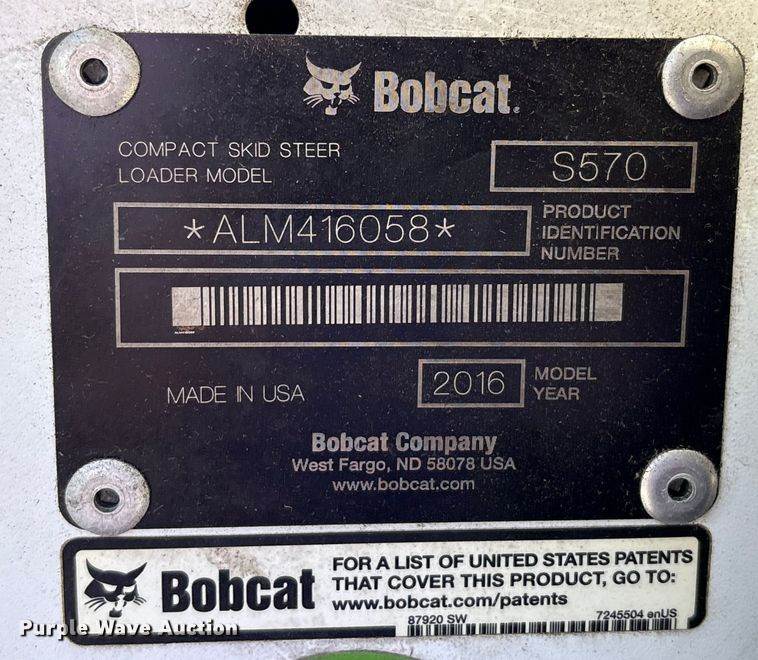 Bobcat.
COMPACT SKID STEER
LOADER MODEL
S570
*ALM416058*
PRODUCT
IDENTIFICATION
NUMBER
MADE IN USA
2016
MODEL
YEAR
Bobcat Company
West Fargo, ND 58078 USA
www.bobcat.com
Bobcat
FOR A LIST OF UNITED STATES PATENTS
THAT COVER THIS PRODUCT, GO TO:
www.bobcat.com/patents
87920 SW
7245504 enUS
Purple Wave Auction